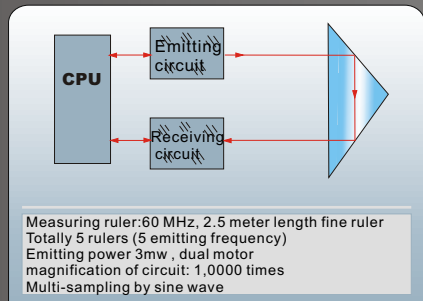 Emitting
circuit
CPU
Receiving
circuit
Measuring ruler:60 MHz, 2.5 meter length fine ruler
Totally 5 rulers (5 emitting frequency)
Emitting power 3mw , dual motor
magnification of circuit: 1,0000 times
Multi-sampling by sine wave